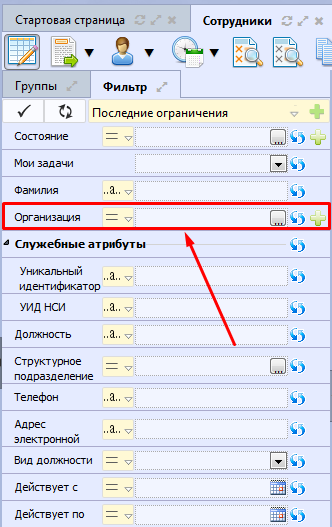 Стартовая страница
Сотрудники
Группы
Фильтр
Последние ограничения
Состояние
Мои задачи
Фамилия
..a..
Организация
Служебные атрибуты
Уникальный
идентификатор
..a..
УИД НСИ
..a..
Должность
..a..
Структурное
подразделение
Телефон
..a..
Адрес
электронной
..a..
Вид должности
Действует с
Действует по